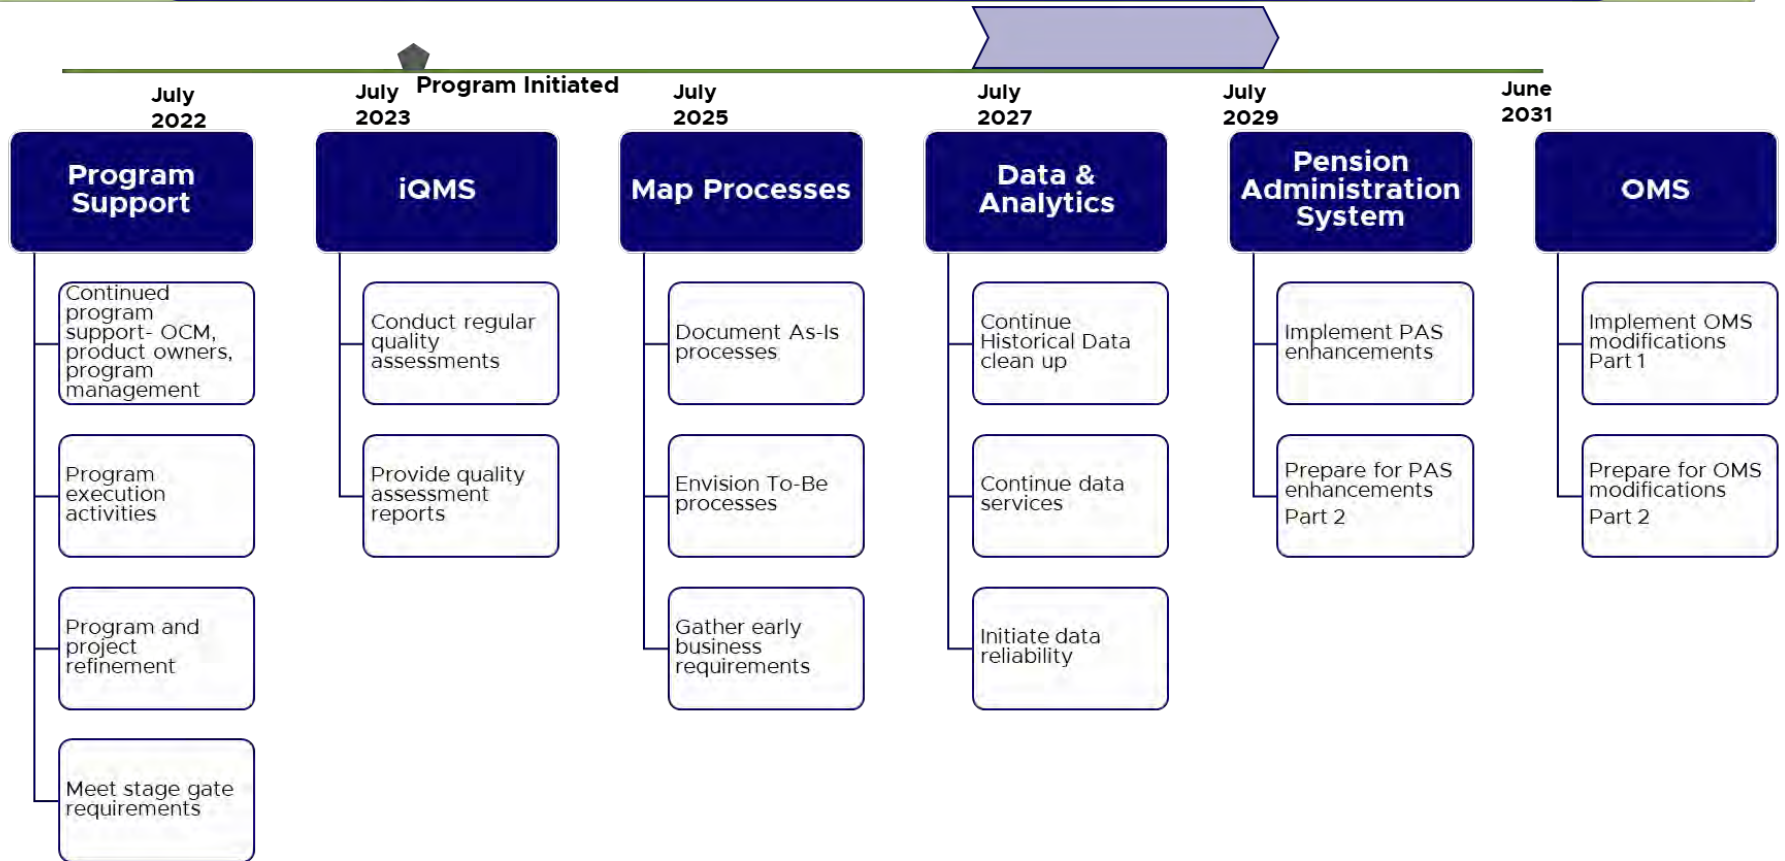 Program Initiated
July
2022
July
2023
July
2025
July
2027
July
2029
June
2031
Program
Support
Continued
program
support- OCM,
product owners,
program
management
Program
execution
activities
Program and
project
refinement
Meet stage gate
requirements
iQMS
Conduct regular
quality
assessments
Provide quality
assessment
reports
Map Processes
Document As-Is
processes
Envision To-Be
processes
Gather early
business
requirements
Data &
Analytics
Continue
Historical Data
clean up
Continue data
services
Initiate data
reliability
Pension
Administration
System
Implement PAS
enhancements
Prepare for PAS
enhancements
Part 2
OMS
Implement OMS
modifications
Part 1
Prepare for OMS
modifications
Part 2